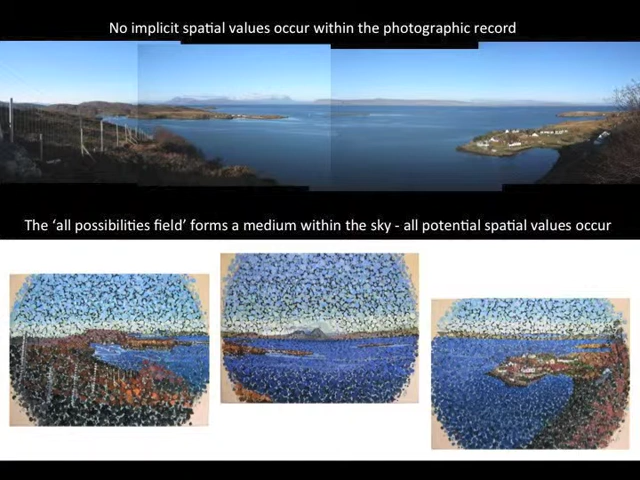 No implicit spatial values occur within the photographic record
The ‘all possibilities field’ forms a medium within the sky - all potential spatial values occur